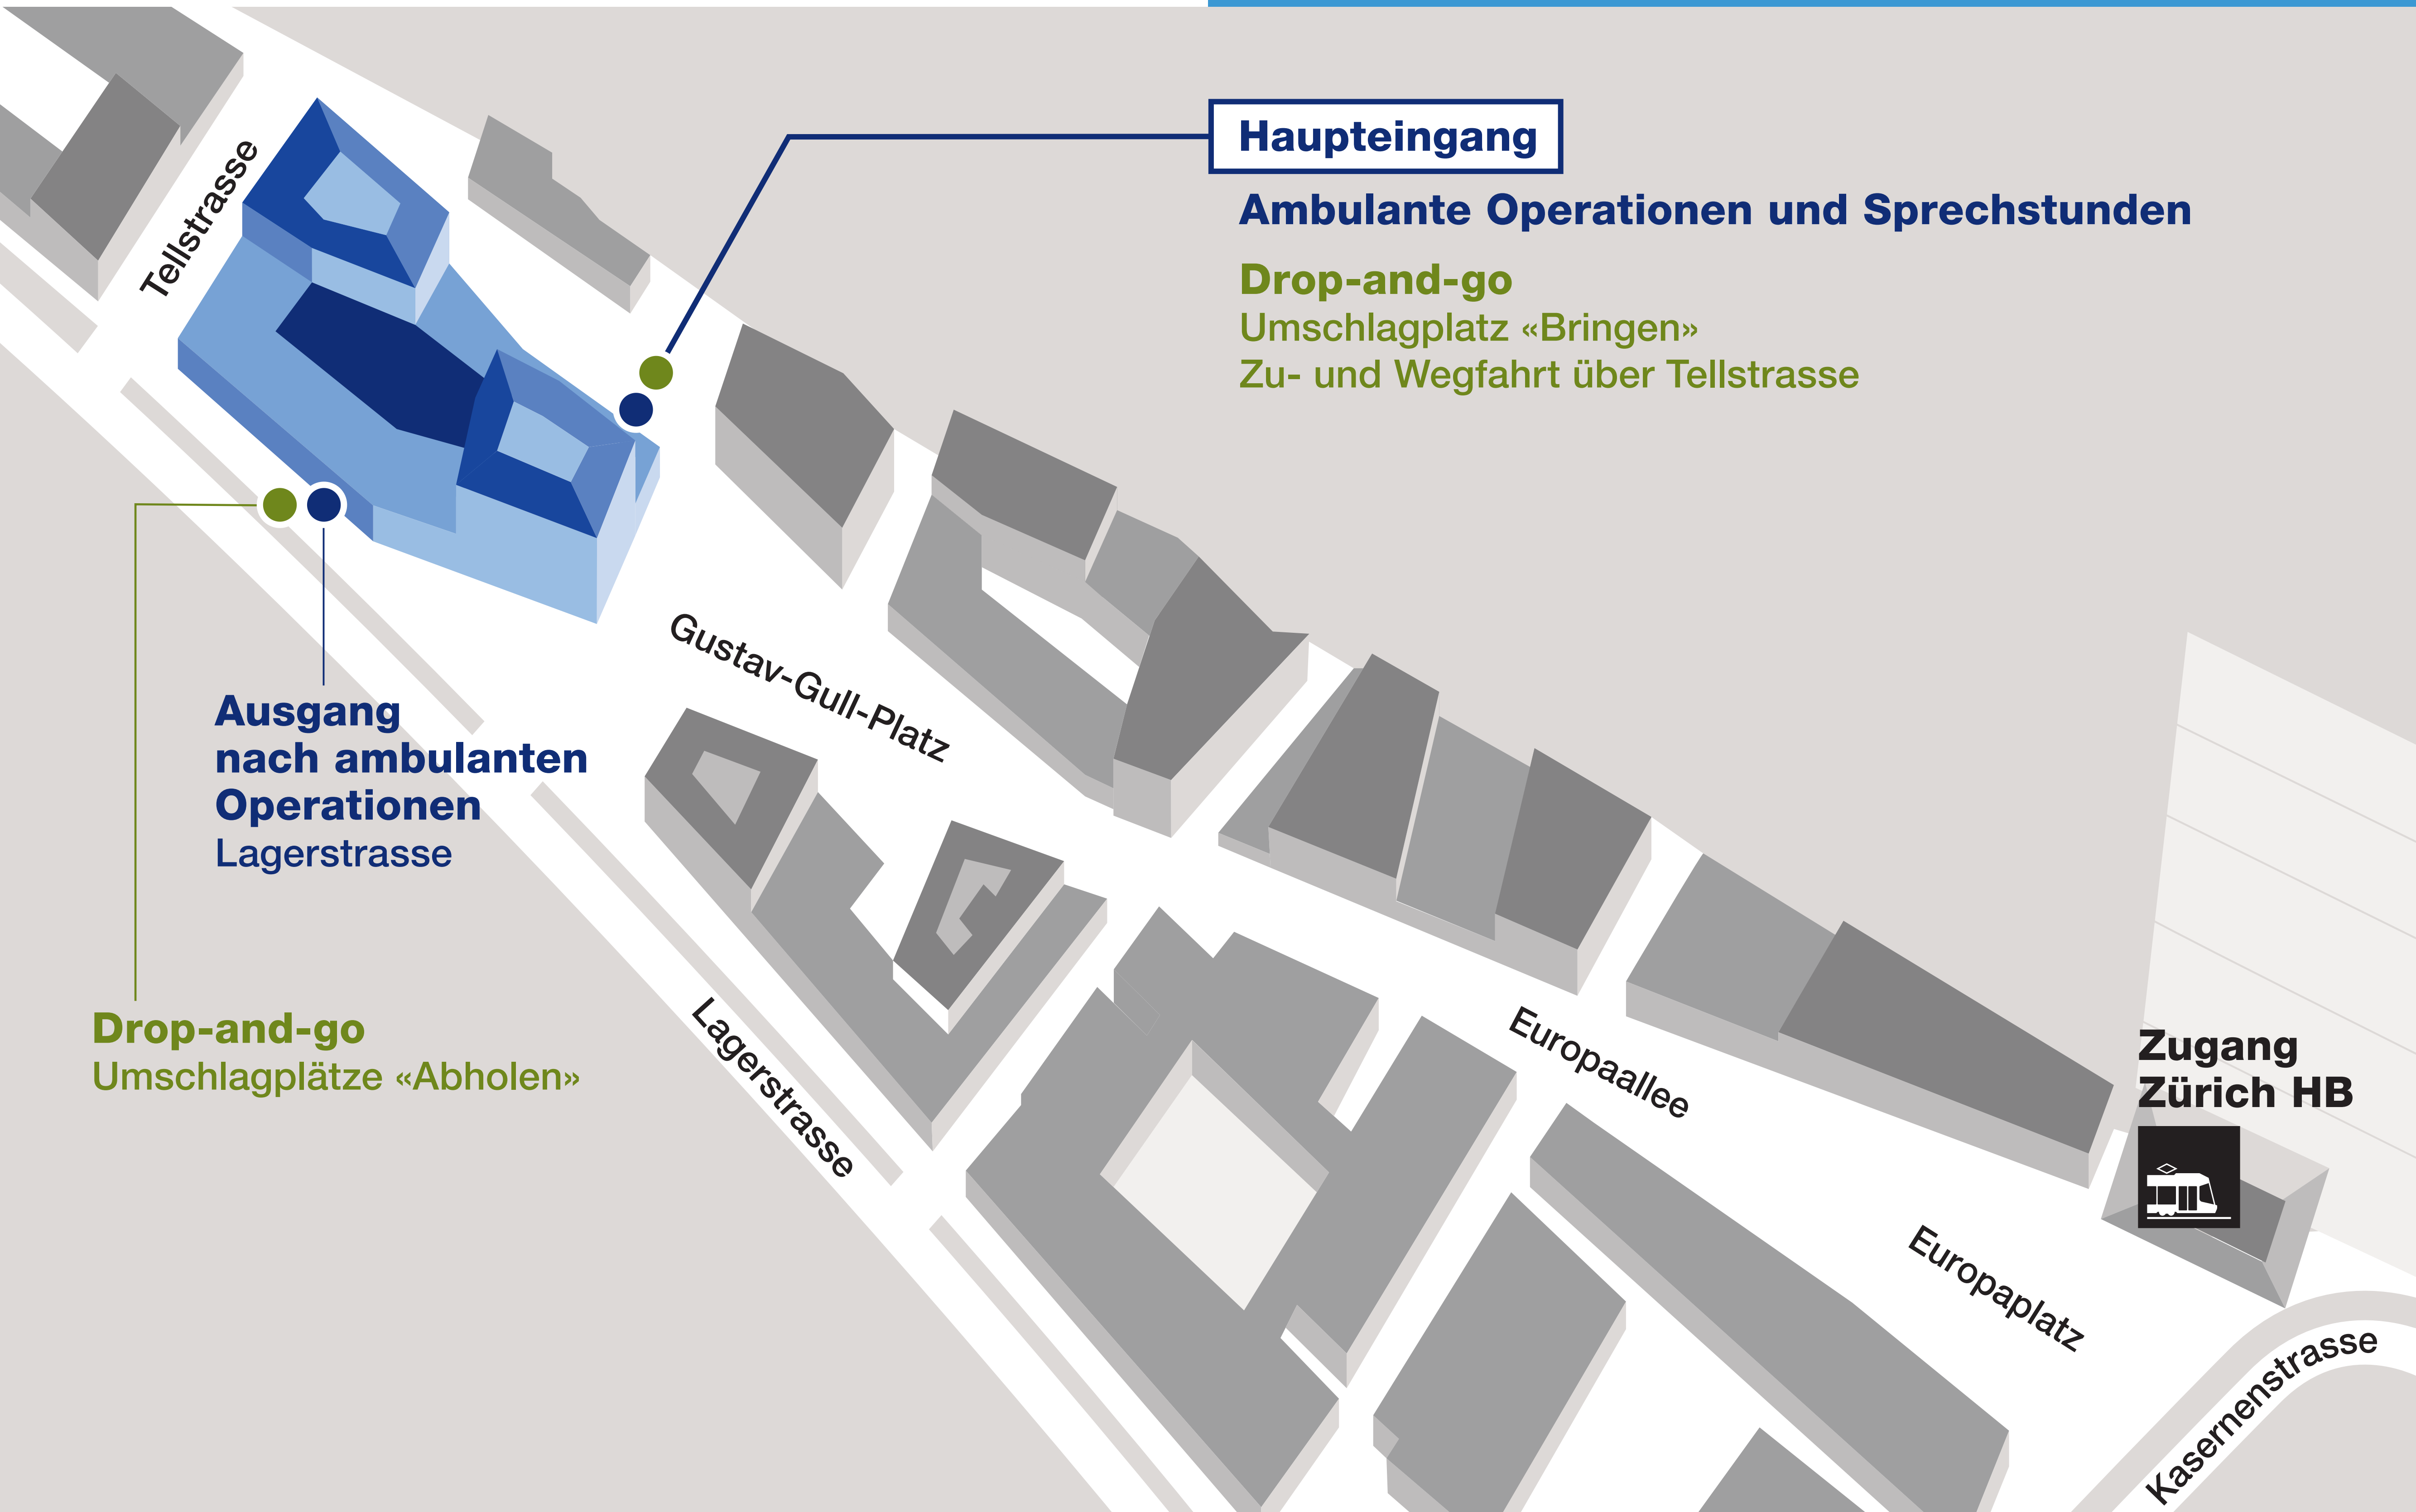 Haupteingang
Ambulante Operationen und Sprechstunden
Drop-and-go
Umschlagplatz «Bringen»
Zu- und Wegfahrt über Tellstrasse
Tellstrasse
Gustav-Gull-Platz
Ausgang
nach ambulanten
Operationen
Lagerstrasse
Drop-and-go
Umschlagplätze «Abholen»
Lagerstrasse
Europaallee
Zugang
Zürich HB
Europaplatz
Kasernenstrasse